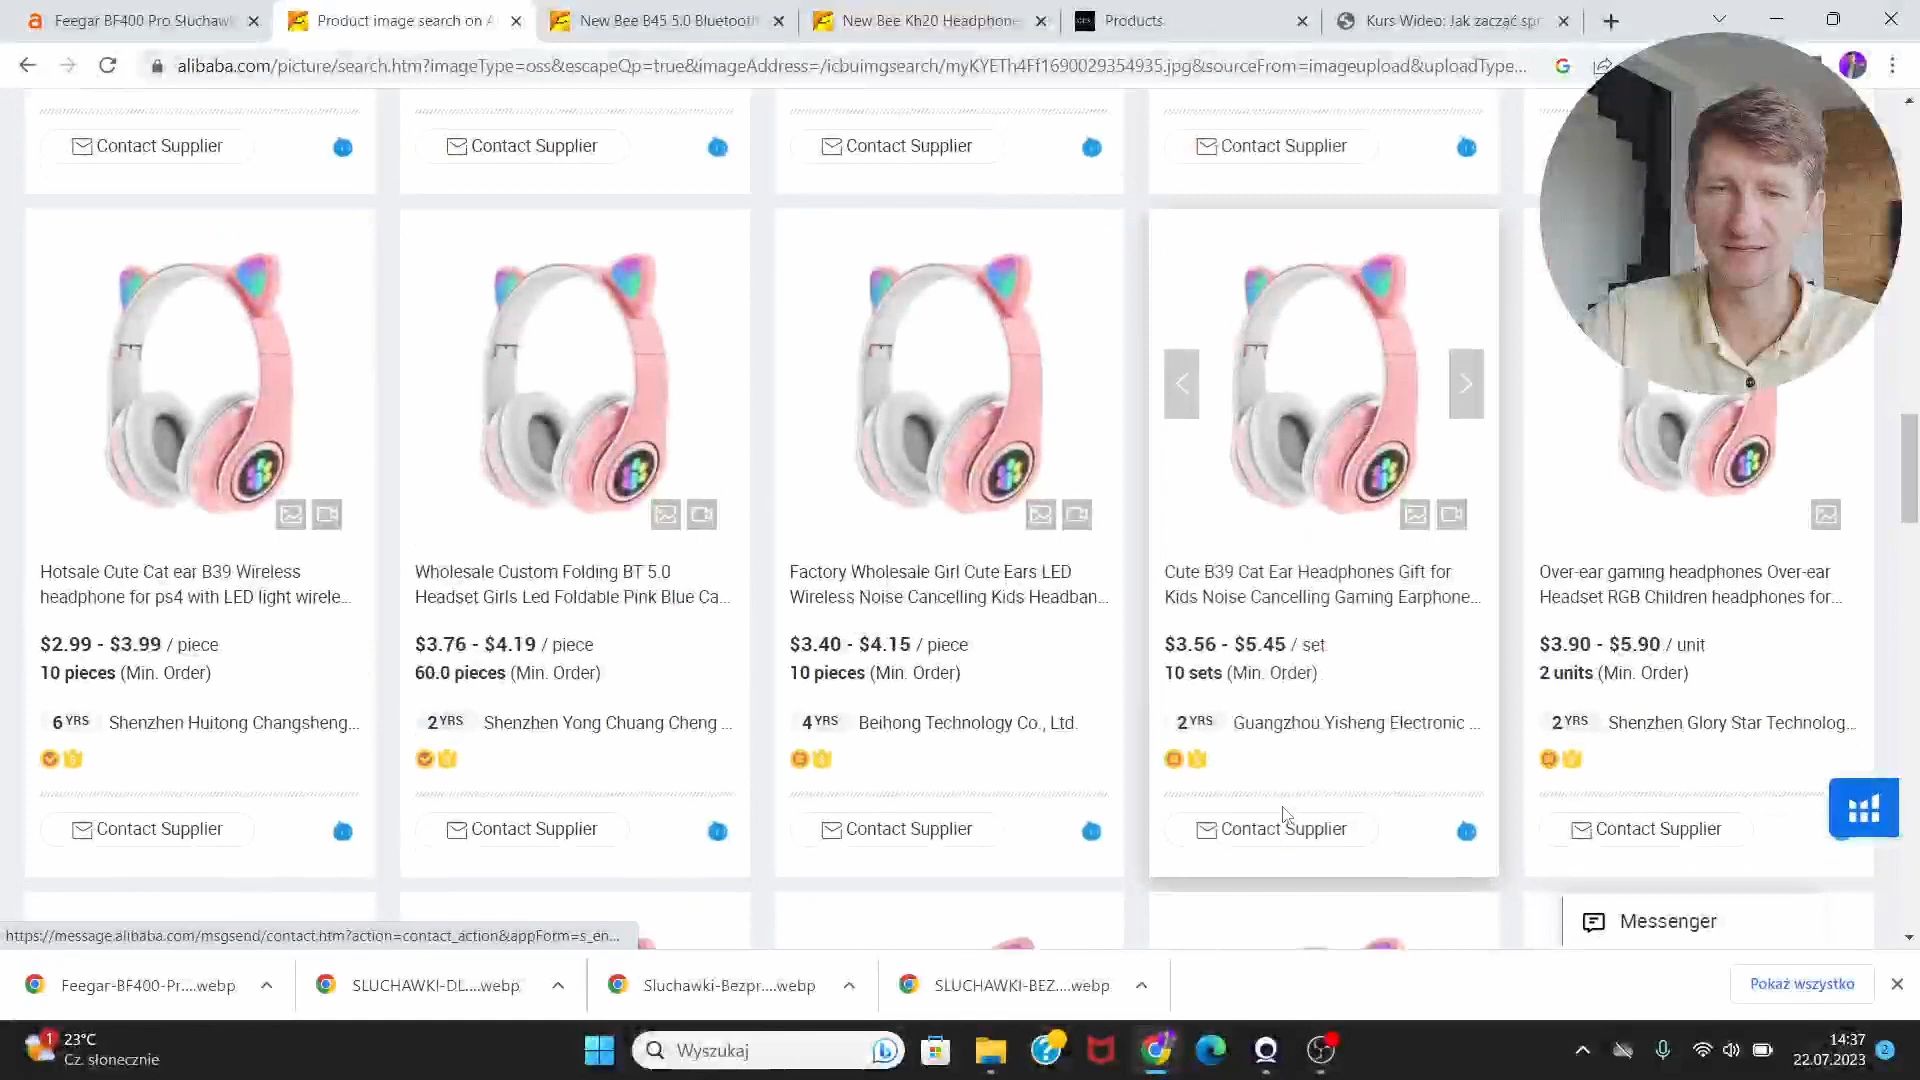 Feegar BF400 Pro Słuchawk
Product image search on A
New Bee B45 5.0 Bluetooth
New Bee Kh20 Headphone
Products
Kurs Wideo: Jak zacząć spr
alibaba.com/picture/search.htm?imageType=oss&escapeQp=true&imageAddress=/icbuimgsearch/myKYETh4Ff1690029354935.jpg&sourceFrom=imageupload&uploadType...
Contact Supplier
Contact Supplier
Contact Supplier
Contact Supplier
Hotsale Cute Cat ear B39 Wireless
headphone for ps4 with LED light wirele...
$2.99 - $3.99 / piece
10 pieces (Min. Order)
6 YRS Shenzhen Huitong Changsheng...
Contact Supplier
Wholesale Custom Folding BT 5.0
Headset Girls Led Foldable Pink Blue Ca...
$3.76 - $4.19 / piece
60.0 pieces (Min. Order)
2 YRS Shenzhen Yong Chuang Cheng ...
Contact Supplier
Factory Wholesale Girl Cute Ears LED
Wireless Noise Cancelling Kids Headban...
$3.40 - $4.15 / piece
10 pieces (Min. Order)
4 YRS Beihong Technology Co., Ltd.
Contact Supplier
Cute B39 Cat Ear Headphones Gift for
Kids Noise Cancelling Gaming Earphone...
$3.56 - $5.45 / set
10 sets (Min. Order)
2 YRS Guangzhou Yisheng Electronic ...
Contact Supplier
Over-ear gaming headphones Over-ear
Headset RGB Children headphones for...
$3.90 - $5.90 / unit
2 units (Min. Order)
2 YRS Shenzhen Glory Star Technolog...
Contact Supplier
Messenger
https://message.alibaba.com/msgsend/contact.htm?action=contact_action&appForm=s_en...
Feegar-BF400-Pr....webp
SLUCHAWKI-DL....webp
Sluchawki-Bezpr....webp
SLUCHAWKI-BEZ....webp
Pokaż wszystko
1
23°C
Cz. słonecznie
Wyszukaj
14:37
22.07.2023
2